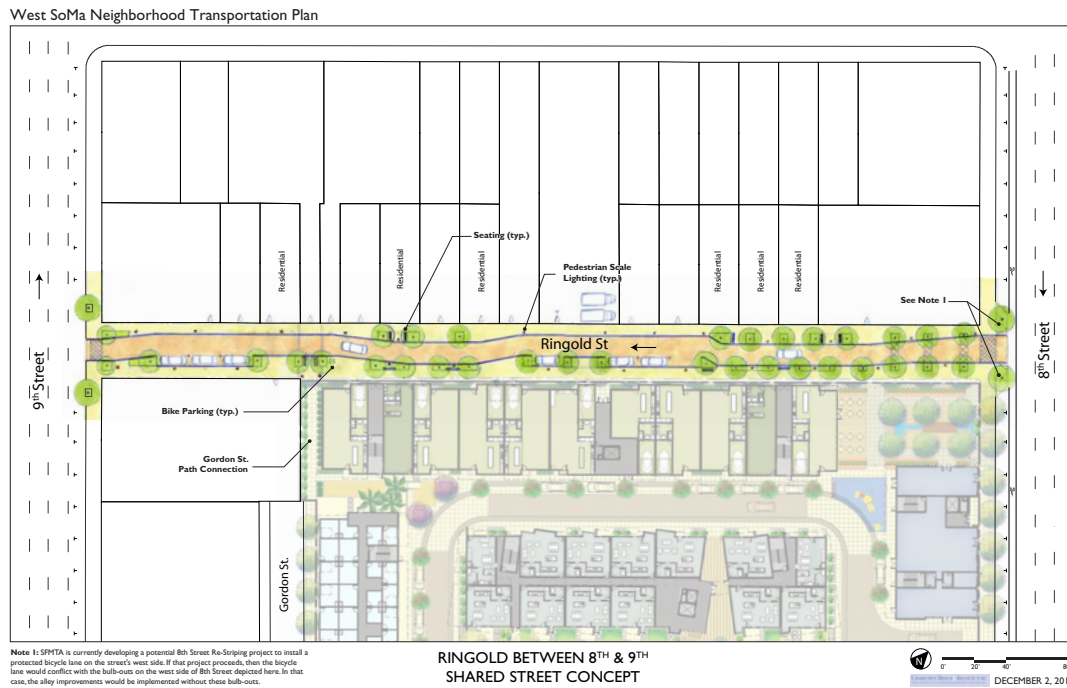 West SoMa Neighborhood Transportation Plan
Seating (typ.)
Residential
Residential
Residential
Pedestrian Scale
Lighting (typ.)
Residential
Residential
Residential
See Note 1
Ringold St
9th Street
8th Street
Bike Parking (typ.)
Gordon St.
Path Connection
Gordon St.
Note 1: SFMTA is currently developing a potential 8th Street Re-Striping project to install a
protected bicycle lane on the street's west side. If that project proceeds, then the bicycle
lane would conflict with the bulb-outs on the west side of 8th Street depicted here. In that
case, the alley improvements would be implemented without these bulb-outs.
RINGOLD BETWEEN 8TH & 9TH
SHARED STREET CONCEPT
0' 20' 40'
DECEMBER 2,